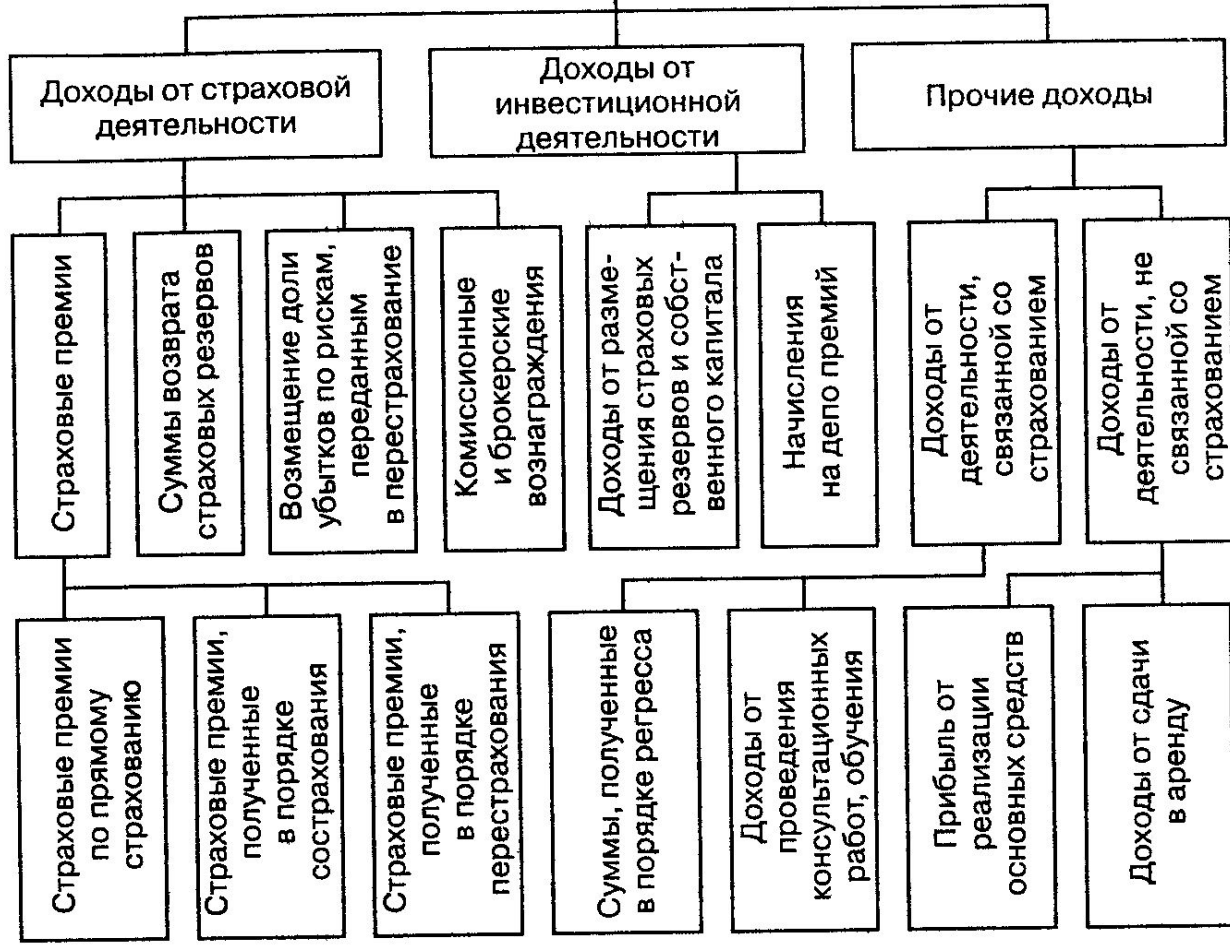 Доходы от страховой
деятельности
Доходы от
инвестиционной
деятельности
Прочие доходы
Страховые премии
Суммы возврата
страховых резервов
Возмещение доли
убытков по рискам,
переданным
в перестрахование
Комиссионные
и брокерские
вознаграждения
Доходы от разме-
щения страховых
резервов и собст-
венного капитала
Начисления
на депо премий
Доходы от
деятельности,
связанной со
страхованием
Доходы от
деятельности, не
связанной со
страхованием
Страховые премии
по прямому
страхованию
Страховые премии,
полученные
в порядке
сострахования
Страховые премии,
полученные
в порядке
перестрахования
Суммы, полученные
в порядке регресса
Доходы от
проведения
консультационных
работ, обучения
Прибыль от
реализации
основных средств
Доходы от сдачи
в аренду